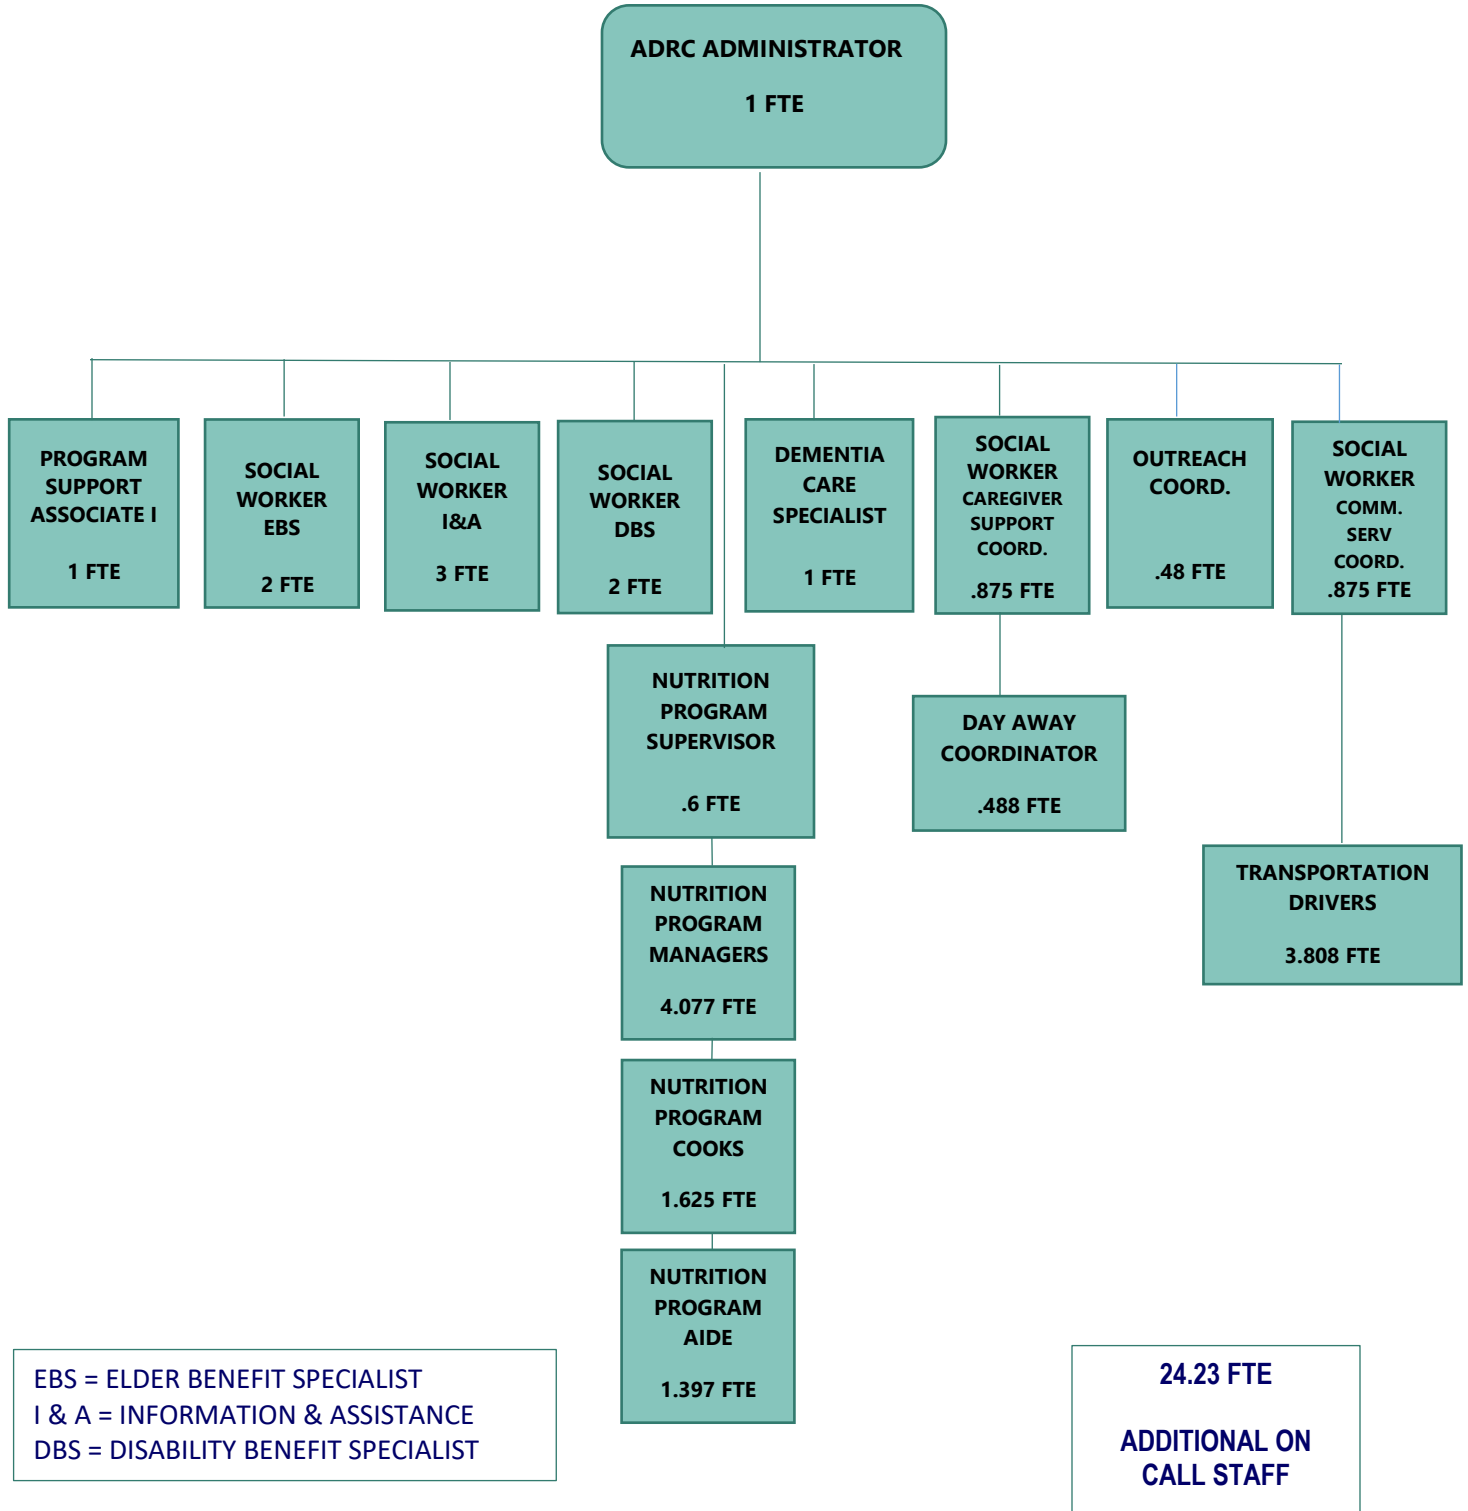 ADRC ADMINISTRATOR
1 FTE
PROGRAM
SUPPORT
ASSOCIATE I
1 FTE
SOCIAL
WORKER
EBS
2 FTE
SOCIAL
WORKER
I&A
3 FTE
SOCIAL
WORKER
DBS
2 FTE
DEMENTIA
CARE
SPECIALIST
1 FTE
SOCIAL
WORKER
CAREGIVER
SUPPORT
COORD.
.875 FTE
OUTREACH
COORD.
.48 FTE
SOCIAL
WORKER
COMM.
SERV
COORD.
.875 FTE
NUTRITION
PROGRAM
SUPERVISOR
.6 FTE
DAY AWAY
COORDINATOR
.488 FTE
TRANSPORTATION
DRIVERS
3.808 FTE
NUTRITION
PROGRAM
MANAGERS
4.077 FTE
NUTRITION
PROGRAM
COOKS
1.625 FTE
NUTRITION
PROGRAM
AIDE
1.397 FTE
EBS = ELDER BENEFIT SPECIALIST
I & A = INFORMATION & ASSISTANCE
DBS = DISABILITY BENEFIT SPECIALIST
24.23 FTE
ADDITIONAL ON
CALL STAFF